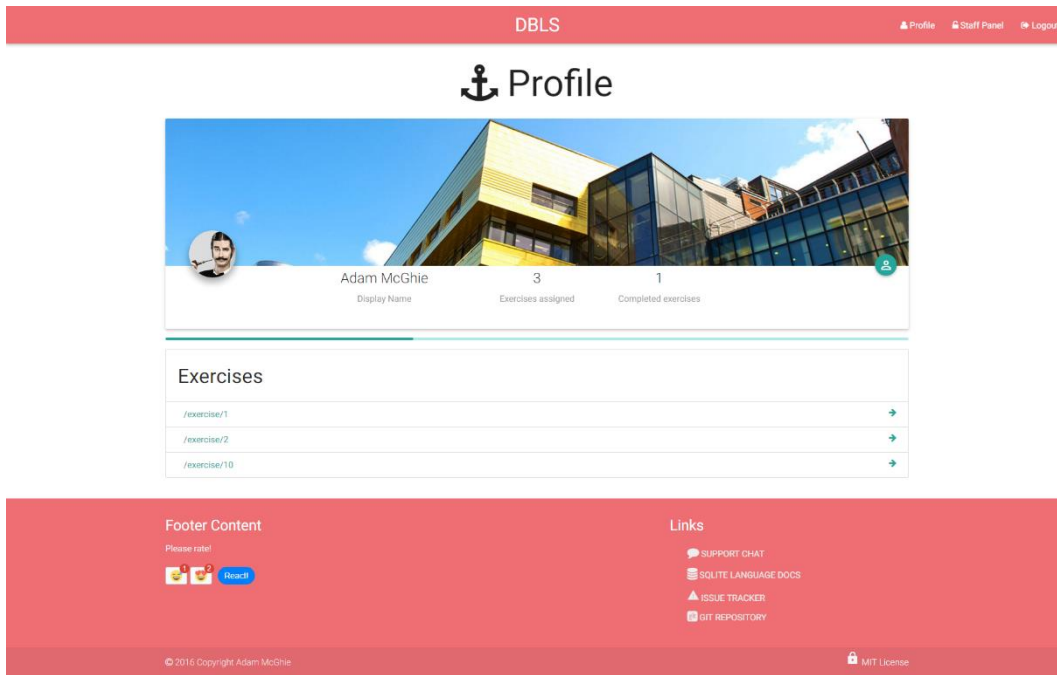 DBLS
Profile Staff Panel Logout
Profile
Adam McGhie 3 1
Display Name Exercises assigned Completed exercises
Exercises
/exercise/1
/exercise/2
/exercise/10
Footer Content Links
Please rate!
SUPPORT CHAT
1 2 React!
SQLITE LANGUAGE DOCS
ISSUE TRACKER
GIT REPOSITORY
© 2016 Copyright Adam McGhie MIT License